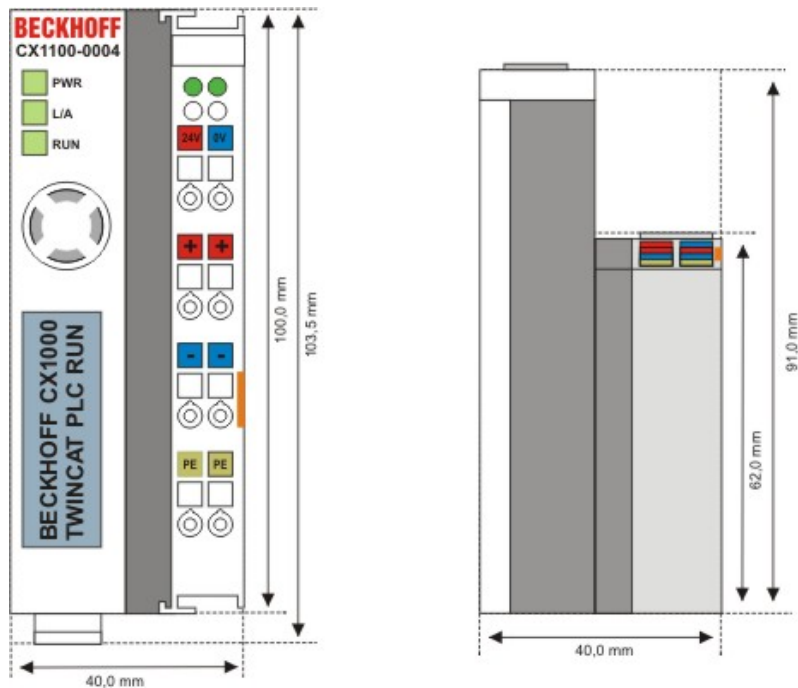 BECKHOFF
CX1100-0004
PWR
L/A
RUN
24V 0V
+ +
- -
PE PE
BECKHOFF CX1000
TWINCAT PLC RUN
100,0 mm
103,5 mm
40,0 mm
91,0 mm
62,0 mm
40,0 mm